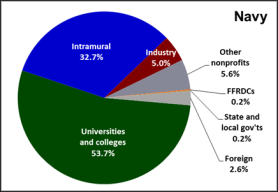 Navy
Intramural
32.7%
Industry
5.0%
Other
nonprofits
5.6%
FFRDCs
0.2%
State and
local gov'ts
0.2%
Foreign
2.6%
Universities
and colleges
53.7%